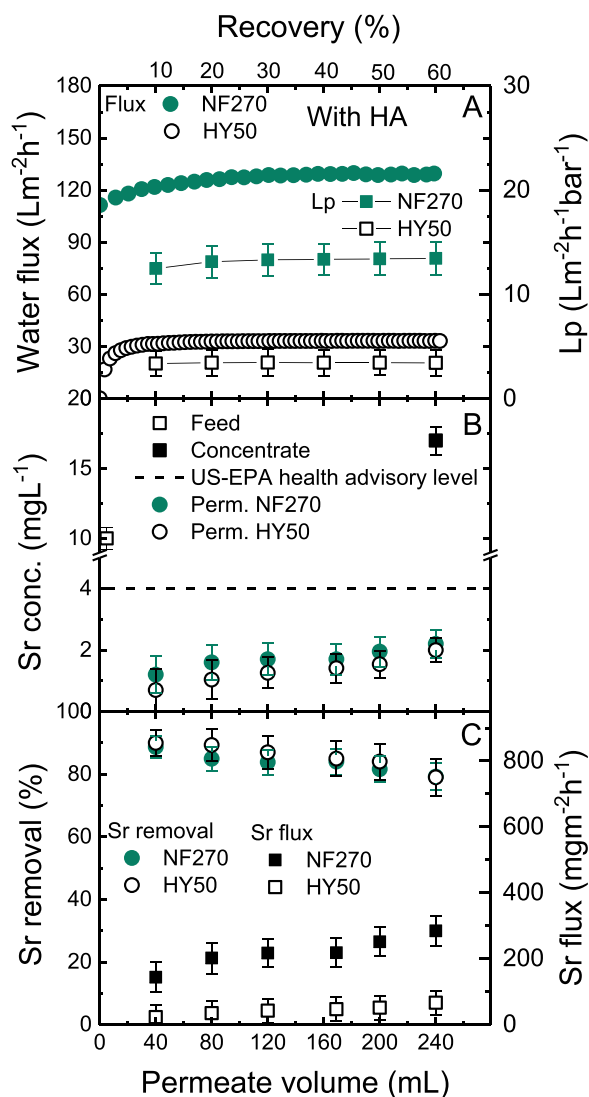 Recovery (%)
10 20 30 40 50 60
180 30
Flux NF270 A
HY50 With HA
150
120 20
Lp NF270
HY50
90
60 10
30
0
Water flux (Lm-2h-1)
Lp (Lm-2h-1bar-1)
20
Feed B
Concentrate
US-EPA health advisory level
15
Perm. NF270
Perm. HY50
10
4
2
Sr conc. (mgL-1)
100
C
80 800
60 600
Sr removal Sr flux
NF270 NF270
HY50 HY50
40 400
20 200
0 0
Sr removal (%)
Sr flux (mgm-2h-1)
0 40 80 120 160 200 240
Permeate volume (mL)